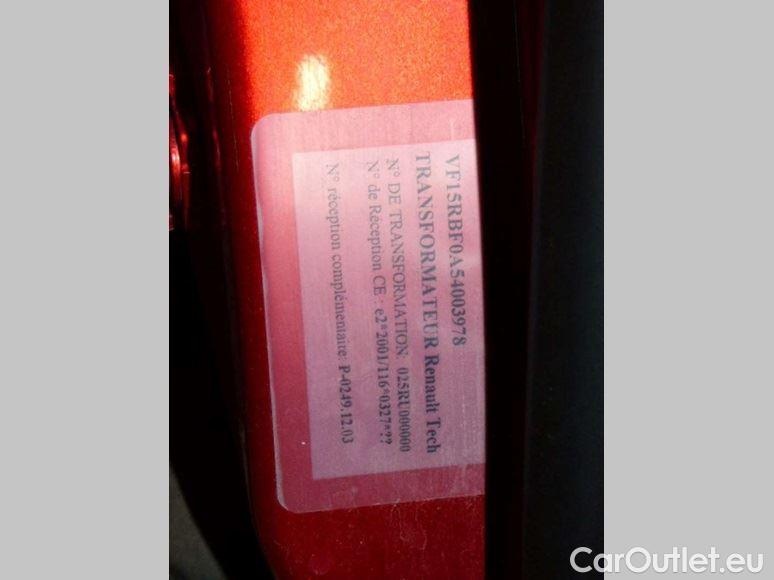 VF15RBF0A54003978
TRANSFORMATEUR Renault Tech
N° DE TRANSFORMATION: 025RU000000
N° de Réception CE : e2*2001/116*0327*??
N° réception complémentaire: P-0249.12.03
CarOutlet.eu